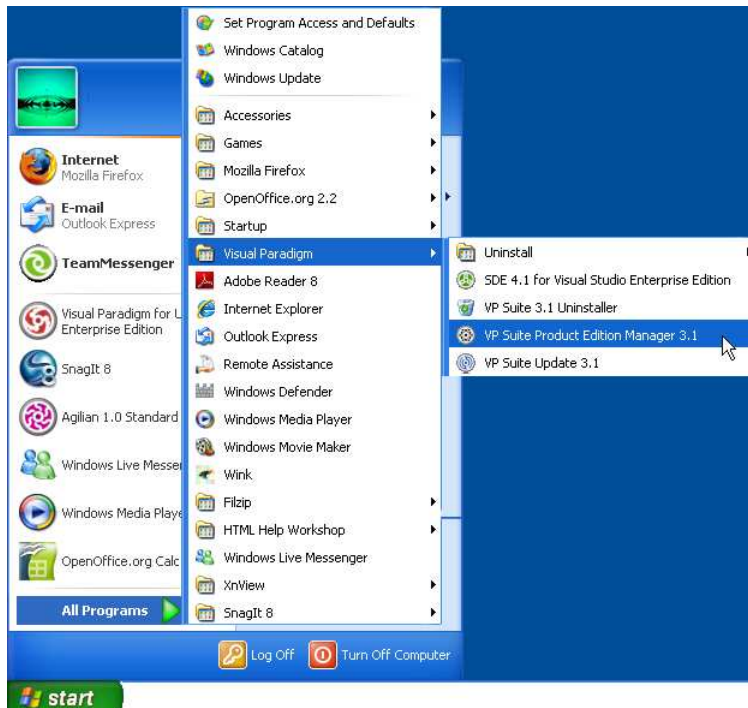 Internet
Mozilla Firefox
E-mail
Outlook Express
TeamMessenger
Visual Paradigm for U
Enterprise Edition
SnagIt 8
Agilian 1.0 Standard
Windows Live Messen
Windows Media Playe
OpenOffice.org Calc
All Programs
Set Program Access and Defaults
Windows Catalog
Windows Update
Accessories
Games
Mozilla Firefox
OpenOffice.org 2.2
Startup
Visual Paradigm
Adobe Reader 8
Internet Explorer
Outlook Express
Remote Assistance
Windows Defender
Windows Media Player
Windows Movie Maker
Wink
Filzip
HTML Help Workshop
Windows Live Messenger
XnView
SnagIt 8
Uninstall
SDE 4.1 for Visual Studio Enterprise Edition
VP Suite 3.1 Uninstaller
VP Suite Product Edition Manager 3.1
VP Suite Update 3.1
Log Off
Turn Off Computer
start